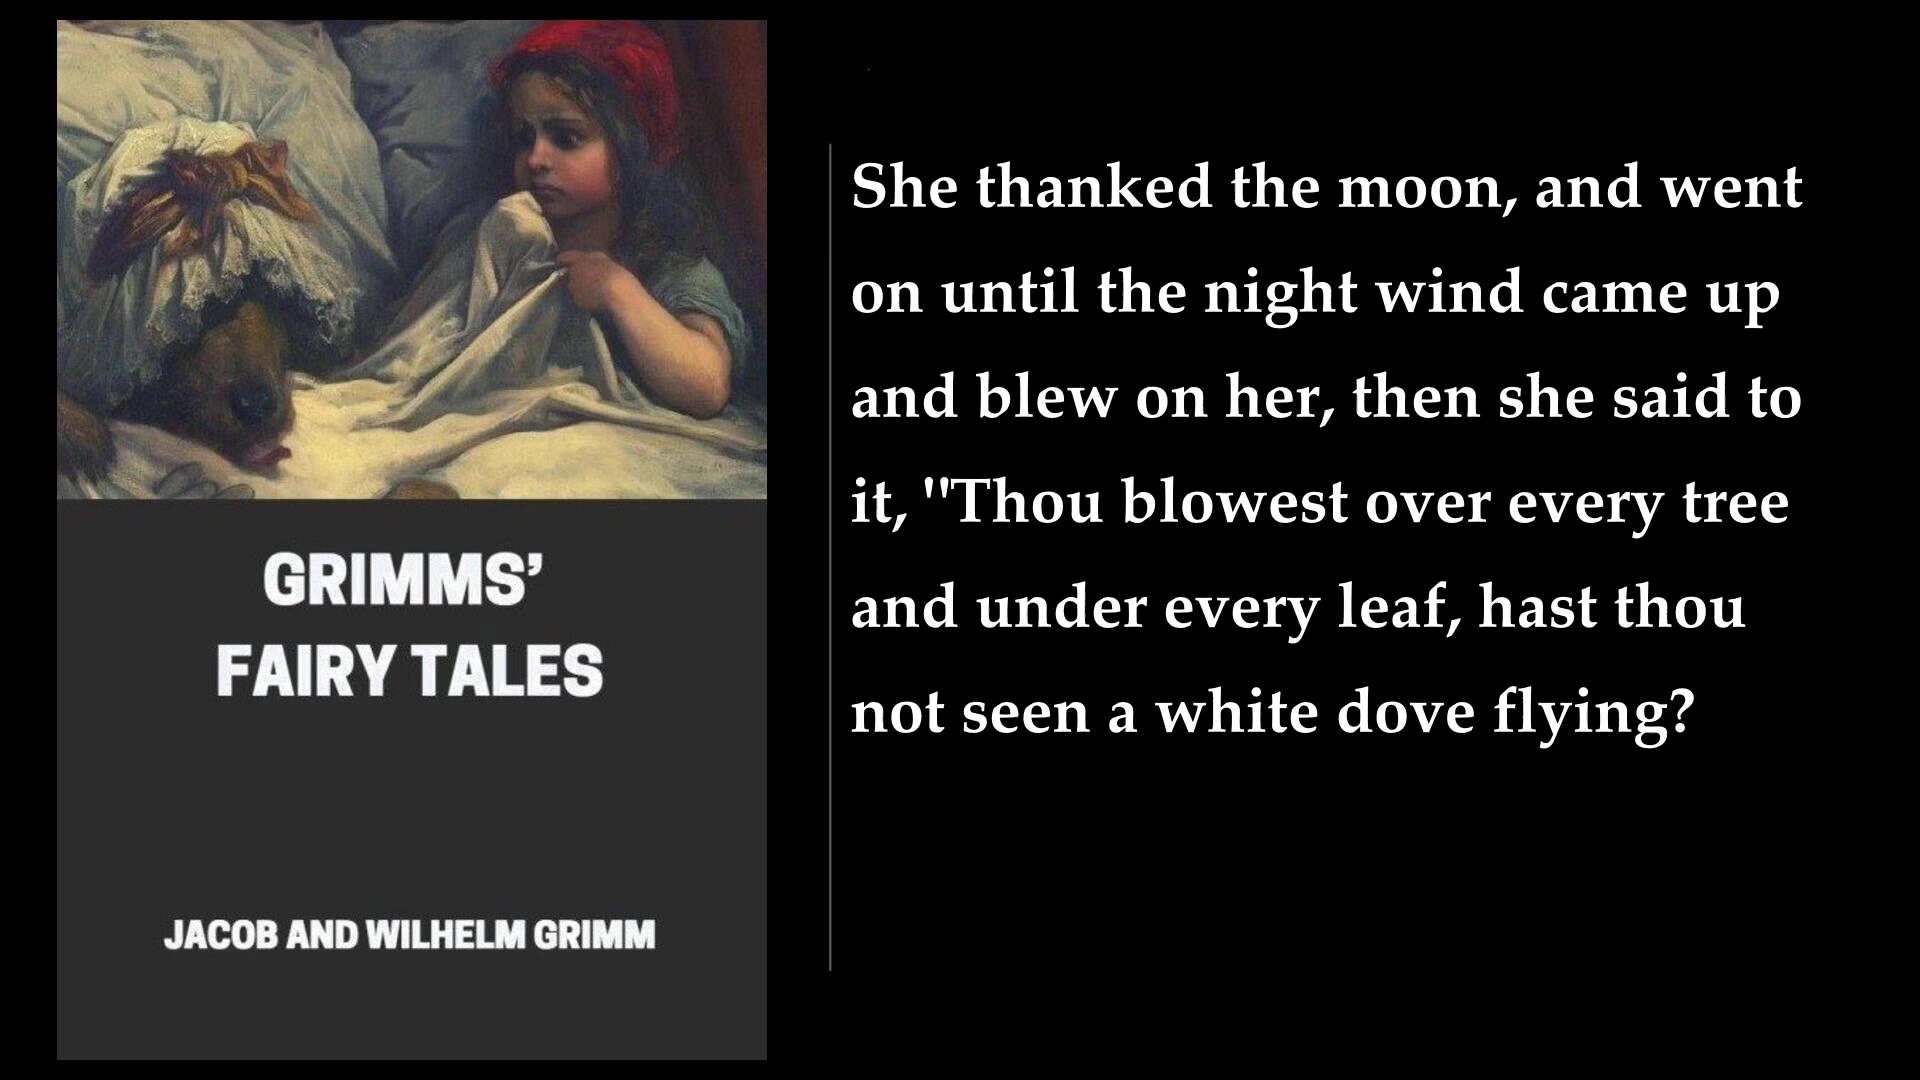 GRIMMS’
FAIRY TALES
JACOB AND WILHELM GRIMM
She thanked the moon, and went
on until the night wind came up
and blew on her, then she said to
it, "Thou blowest over every tree
and under every leaf, hast thou
not seen a white dove flying?